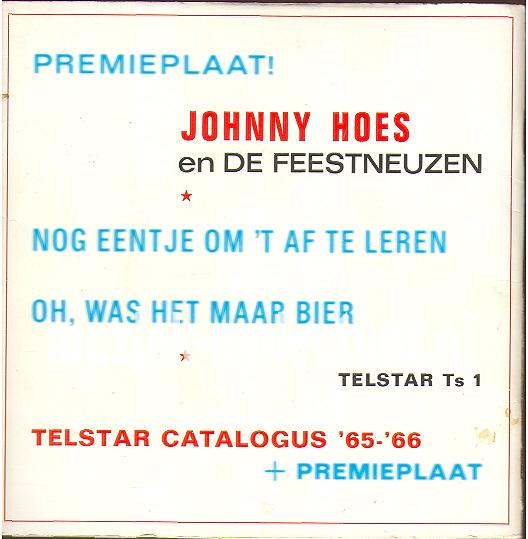 PREMIEPLAAT!
JOHNNY HOES
en DE FEESTNEUZEN
NOG EENTJE OM 'T AF TE LEREN
OH, WAS HET MAAR BIER
TELSTAR Ts 1
TELSTAR CATALOGUS '65-'66
+ PREMIEPLAAT